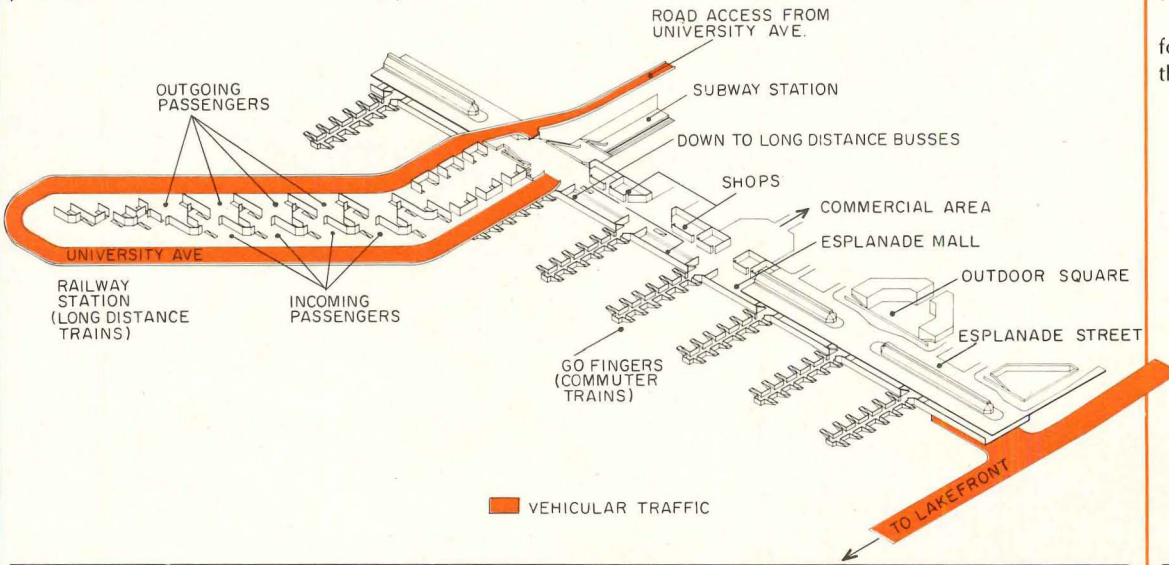 ROAD ACCESS FROM
UNIVERSITY AVE.
OUTGOING
PASSENGERS
SUBWAY STATION
DOWN TO LONG DISTANCE BUSSES
SHOPS
COMMERCIAL AREA
ESPLANADE MALL
OUTDOOR SQUARE
ESPLANADE STREET
UNIVERSITY AVE
RAILWAY
STATION
(LONG DISTANCE
TRAINS)
INCOMING
PASSENGERS
GO FINGERS
(COMMUTER
TRAINS)
VEHICULAR TRAFFIC
TO LAKEFRONT